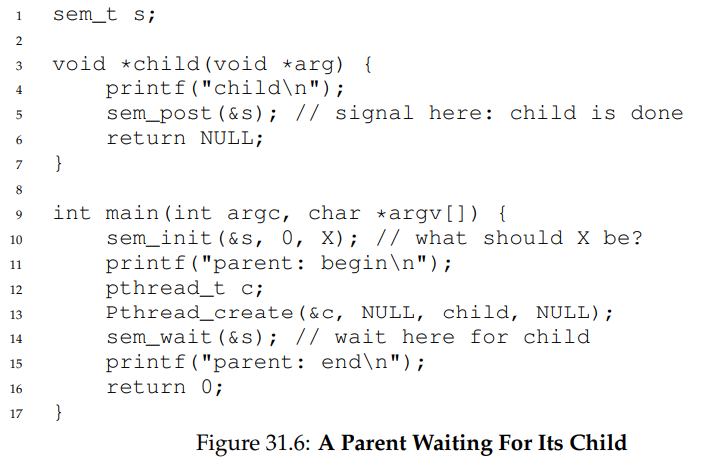 1 sem_t s;
2
3 void *child(void *arg) {
4     printf("child\n");
5     sem_post(&s); // signal here: child is done
6     return NULL;
7 }
8
9 int main(int argc, char *argv[]) {
10     sem_init(&s, 0, X); // what should X be?
11     printf("parent: begin\n");
12     pthread_t c;
13     Pthread_create(&c, NULL, child, NULL);
14     sem_wait(&s); // wait here for child
15     printf("parent: end\n");
16     return 0;
17 }
Figure 31.6: A Parent Waiting For Its Child